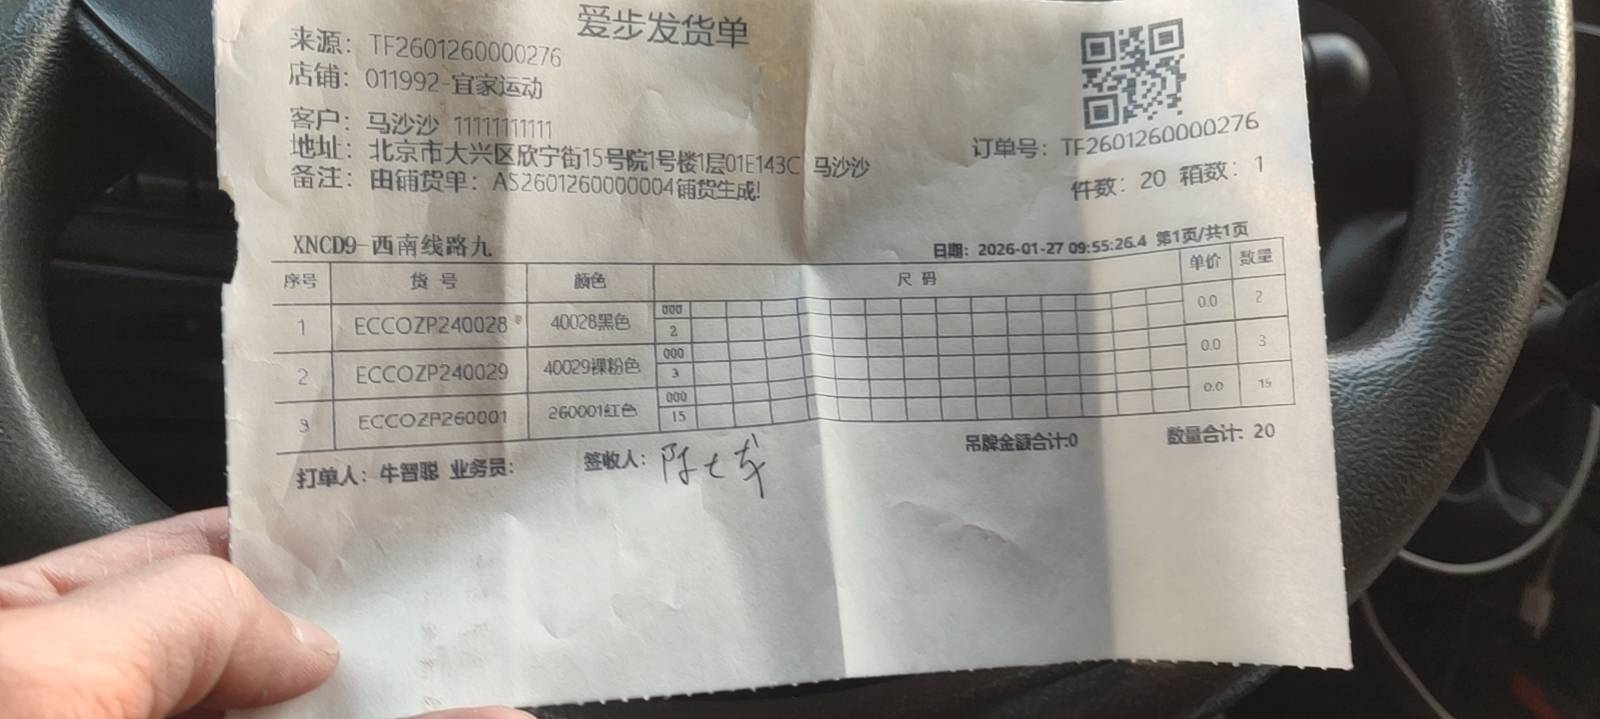 爱步发货单
来源：TF2601260000276
店铺：011992-宜家运动
客户：马沙沙 11111111111
地址：北京市大兴区欣宁街15号院1号楼1层01E143C 马沙沙
备注：由铺货单：AS2601260000004铺货生成!
订单号：TF2601260000276
件数：20 箱数：1
XNCD9-西南线路九
日期：2026-01-27 09:55:26.4 第1页/共1页
序号 货号 颜色 尺码 单价 数量
1 ECCOZP240028 40028黑色 000 2 0.0 2
2 ECCOZP240029 40029裸粉色 000 3 0.0 3
3 ECCOZP260001 260001红色 000 15 0.0 15
打单人：牛智聪 业务员： 签收人： 吊牌金额合计:0 数量合计: 20